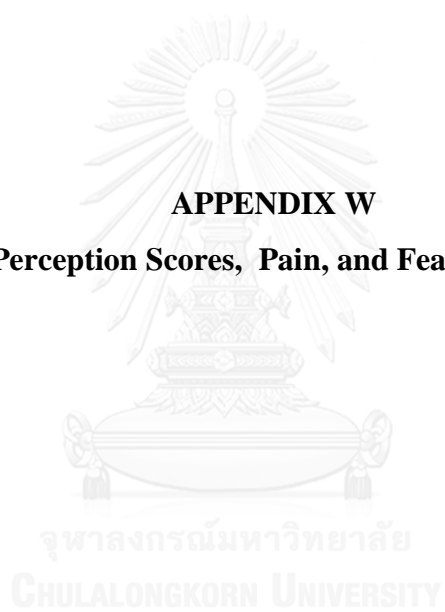 APPENDIX W
Perception Scores, Pain, and
จุฬาลงกรณ์มหาวิทยาลัย
CHULALONGKORN UNIVERSITY